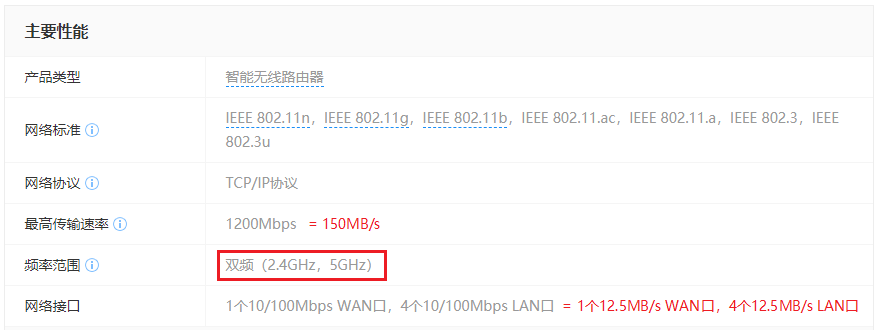 主要性能
产品类型 智能无线路由器
网络标准 IEEE 802.11n，IEEE 802.11g，IEEE 802.11b，IEEE 802.11.ac，IEEE 802.11.a，IEEE 802.3，IEEE
802.3u
网络协议 TCP/IP协议
最高传输速率 1200Mbps = 150MB/s
频率范围 双频（2.4GHz，5GHz）
网络接口 1个10/100Mbps WAN口，4个10/100Mbps LAN口 = 1个12.5MB/s WAN口，4个12.5MB/s LAN口